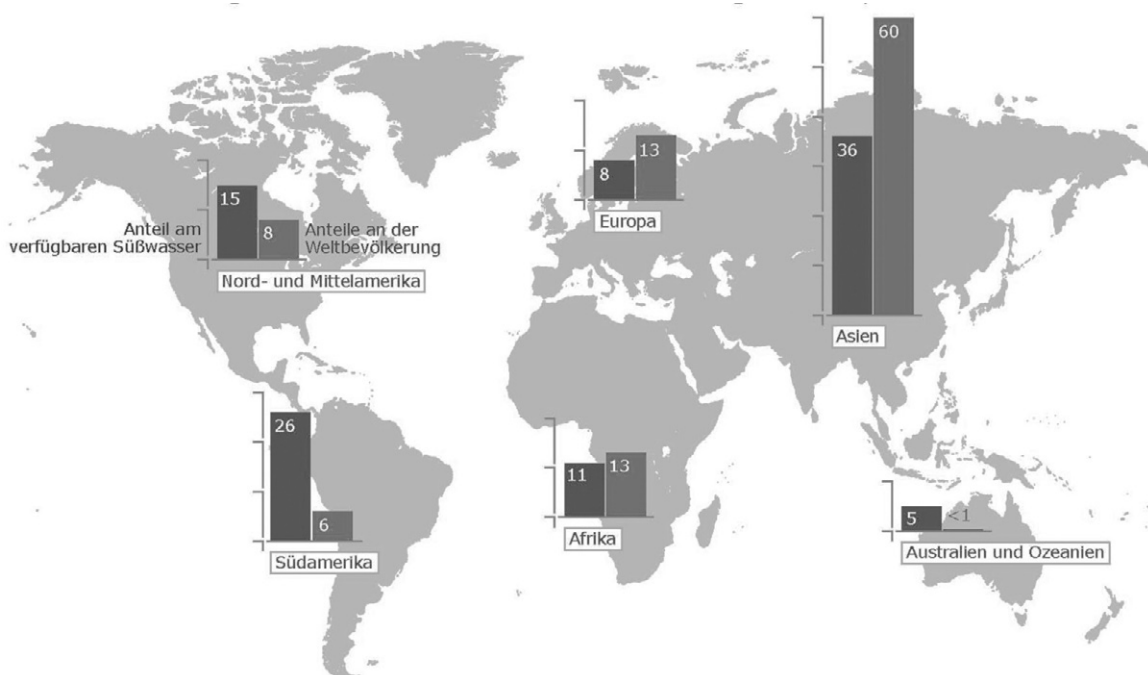 60
36
Asien
13
8
Europa
15
8
Anteil am
verfügbaren Süßwasser
Anteile an der
Weltbevölkerung
Nord- und Mittelamerika
26
6
Südamerika
11
13
Afrika
5
<1
Australien und Ozeanien